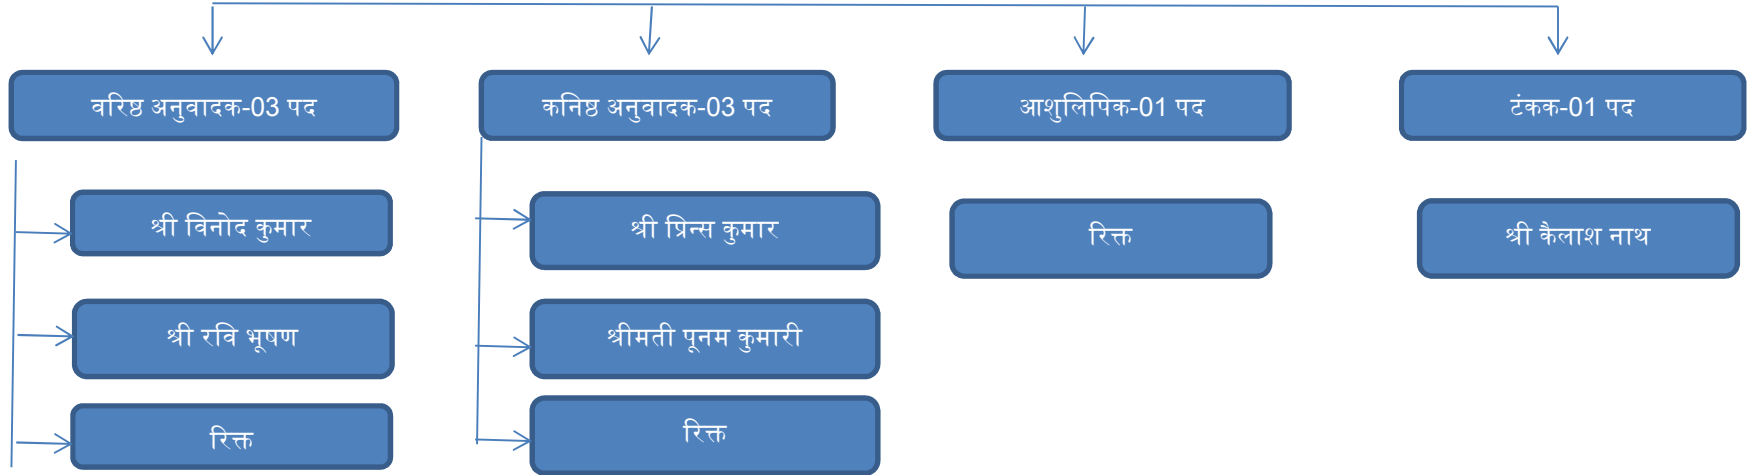 वरिष्ठ अनुवादक-03 पद
कनिष्ठ अनुवादक-03 पद
आशुलिपिक-01 पद
टंकक-01 पद
श्री विनोद कुमार
श्री प्रिन्स कुमार
रिक्त
श्री कैलाश नाथ
श्री रवि भूषण
श्रीमती पूनम कुमारी
रिक्त
रिक्त